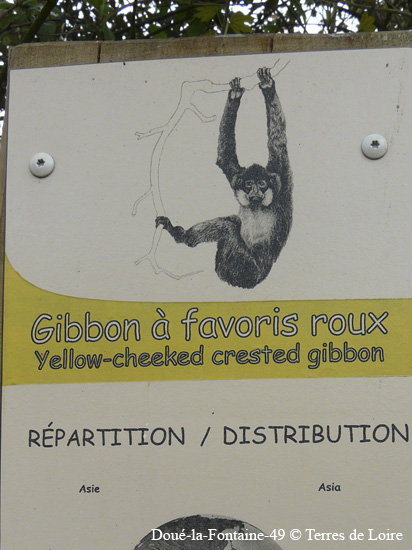 Gibbon à favoris roux
Yellow-cheeked crested gibbon
RÉPARTITION / DISTRIBUTION
Asie Asia
Doué-la-Fontaine-49 © Terres de Loire